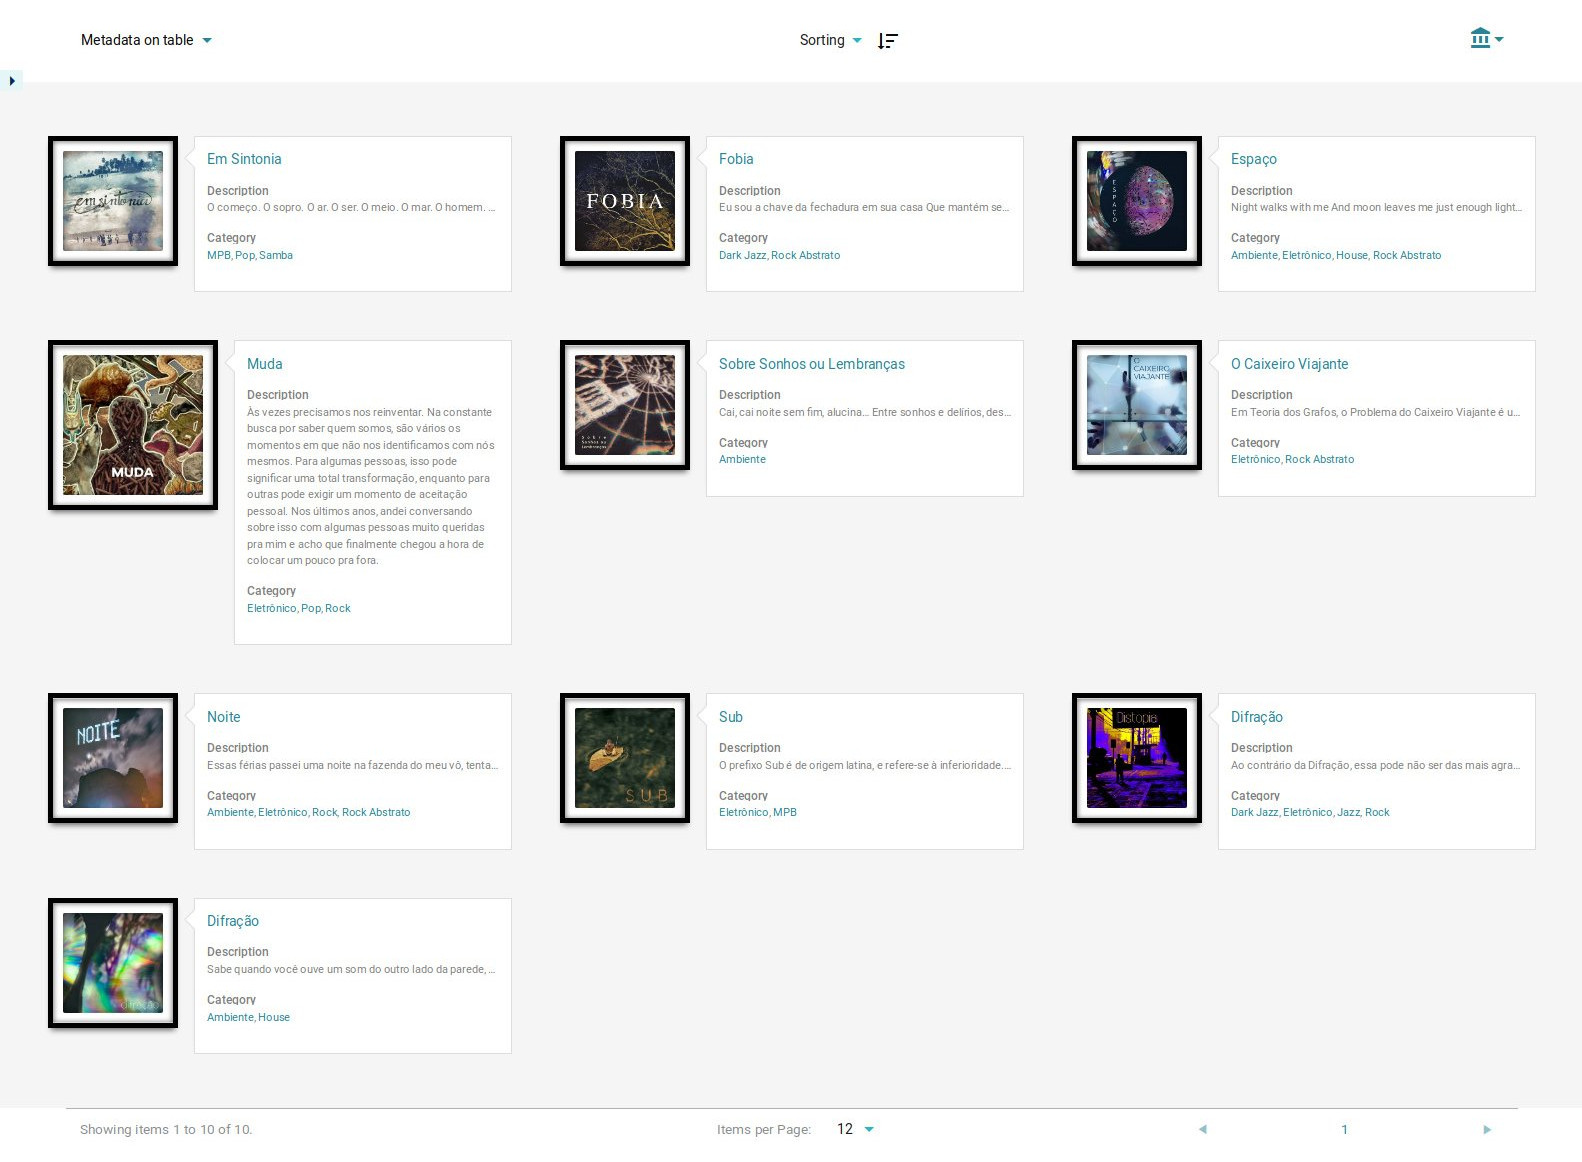 Metadata on table
Sorting
em sintonia
Em Sintonia
Description
O começo. O sopro. O ar. O ser. O meio. O mar. O homem. ...
Category
MPB, Pop, Samba
FOBIA
Fobia
Description
Eu sou a chave da fechadura em sua casa Que mantém se...
Category
Dark Jazz, Rock Abstrato
ESPAÇO
Espaço
Description
Night walks with me And moon leaves me just enough light...
Category
Ambiente, Eletrônico, House, Rock Abstrato
MUDA
Muda
Description
Às vezes precisamos nos reinventar. Na constante
busca por saber quem somos, são vários os
momentos em que não nos identificamos com nós
mesmos. Para algumas pessoas, isso pode
significar uma total transformação, enquanto para
outras pode exigir um momento de aceitação
pessoal. Nos últimos anos, andei conversando
sobre isso com algumas pessoas muito queridas
pra mim e acho que finalmente chegou a hora de
colocar um pouco pra fora.
Category
Eletrônico, Pop, Rock
Sobre
Sonhos ou
Lembranças
Sobre Sonhos ou Lembranças
Description
Cai, cai noite sem fim, alucina... Entre sonhos e delírios, des...
Category
Ambiente
O
CAIXEIRO
VIAJANTE
O Caixeiro Viajante
Description
Em Teoria dos Grafos, o Problema do Caixeiro Viajante é u...
Category
Eletrônico, Rock Abstrato
NOITE
Noite
Description
Essas férias passei uma noite na fazenda do meu vô, tenta...
Category
Ambiente, Eletrônico, Rock, Rock Abstrato
SUB
Sub
Description
O prefixo Sub é de origem latina, e refere-se à inferioridade....
Category
Eletrônico, MPB
Distopia
Difração
Description
Ao contrário da Difração, essa pode não ser das mais agra...
Category
Dark Jazz, Eletrônico, Jazz, Rock
difração
Difração
Description
Sabe quando você ouve um som do outro lado da parede, ...
Category
Ambiente, House
Showing items 1 to 10 of 10.
Items per Page:
12
1